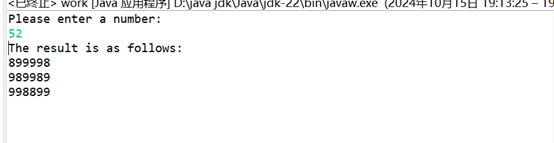 <已终止> work [Java 应用程序] D:\java jdk\Java\jdk-22\bin\javaw.exe (2024年10月15日 19:13:25 – 19
Please enter a number:
52
The result is as follows:
899998
989989
998899